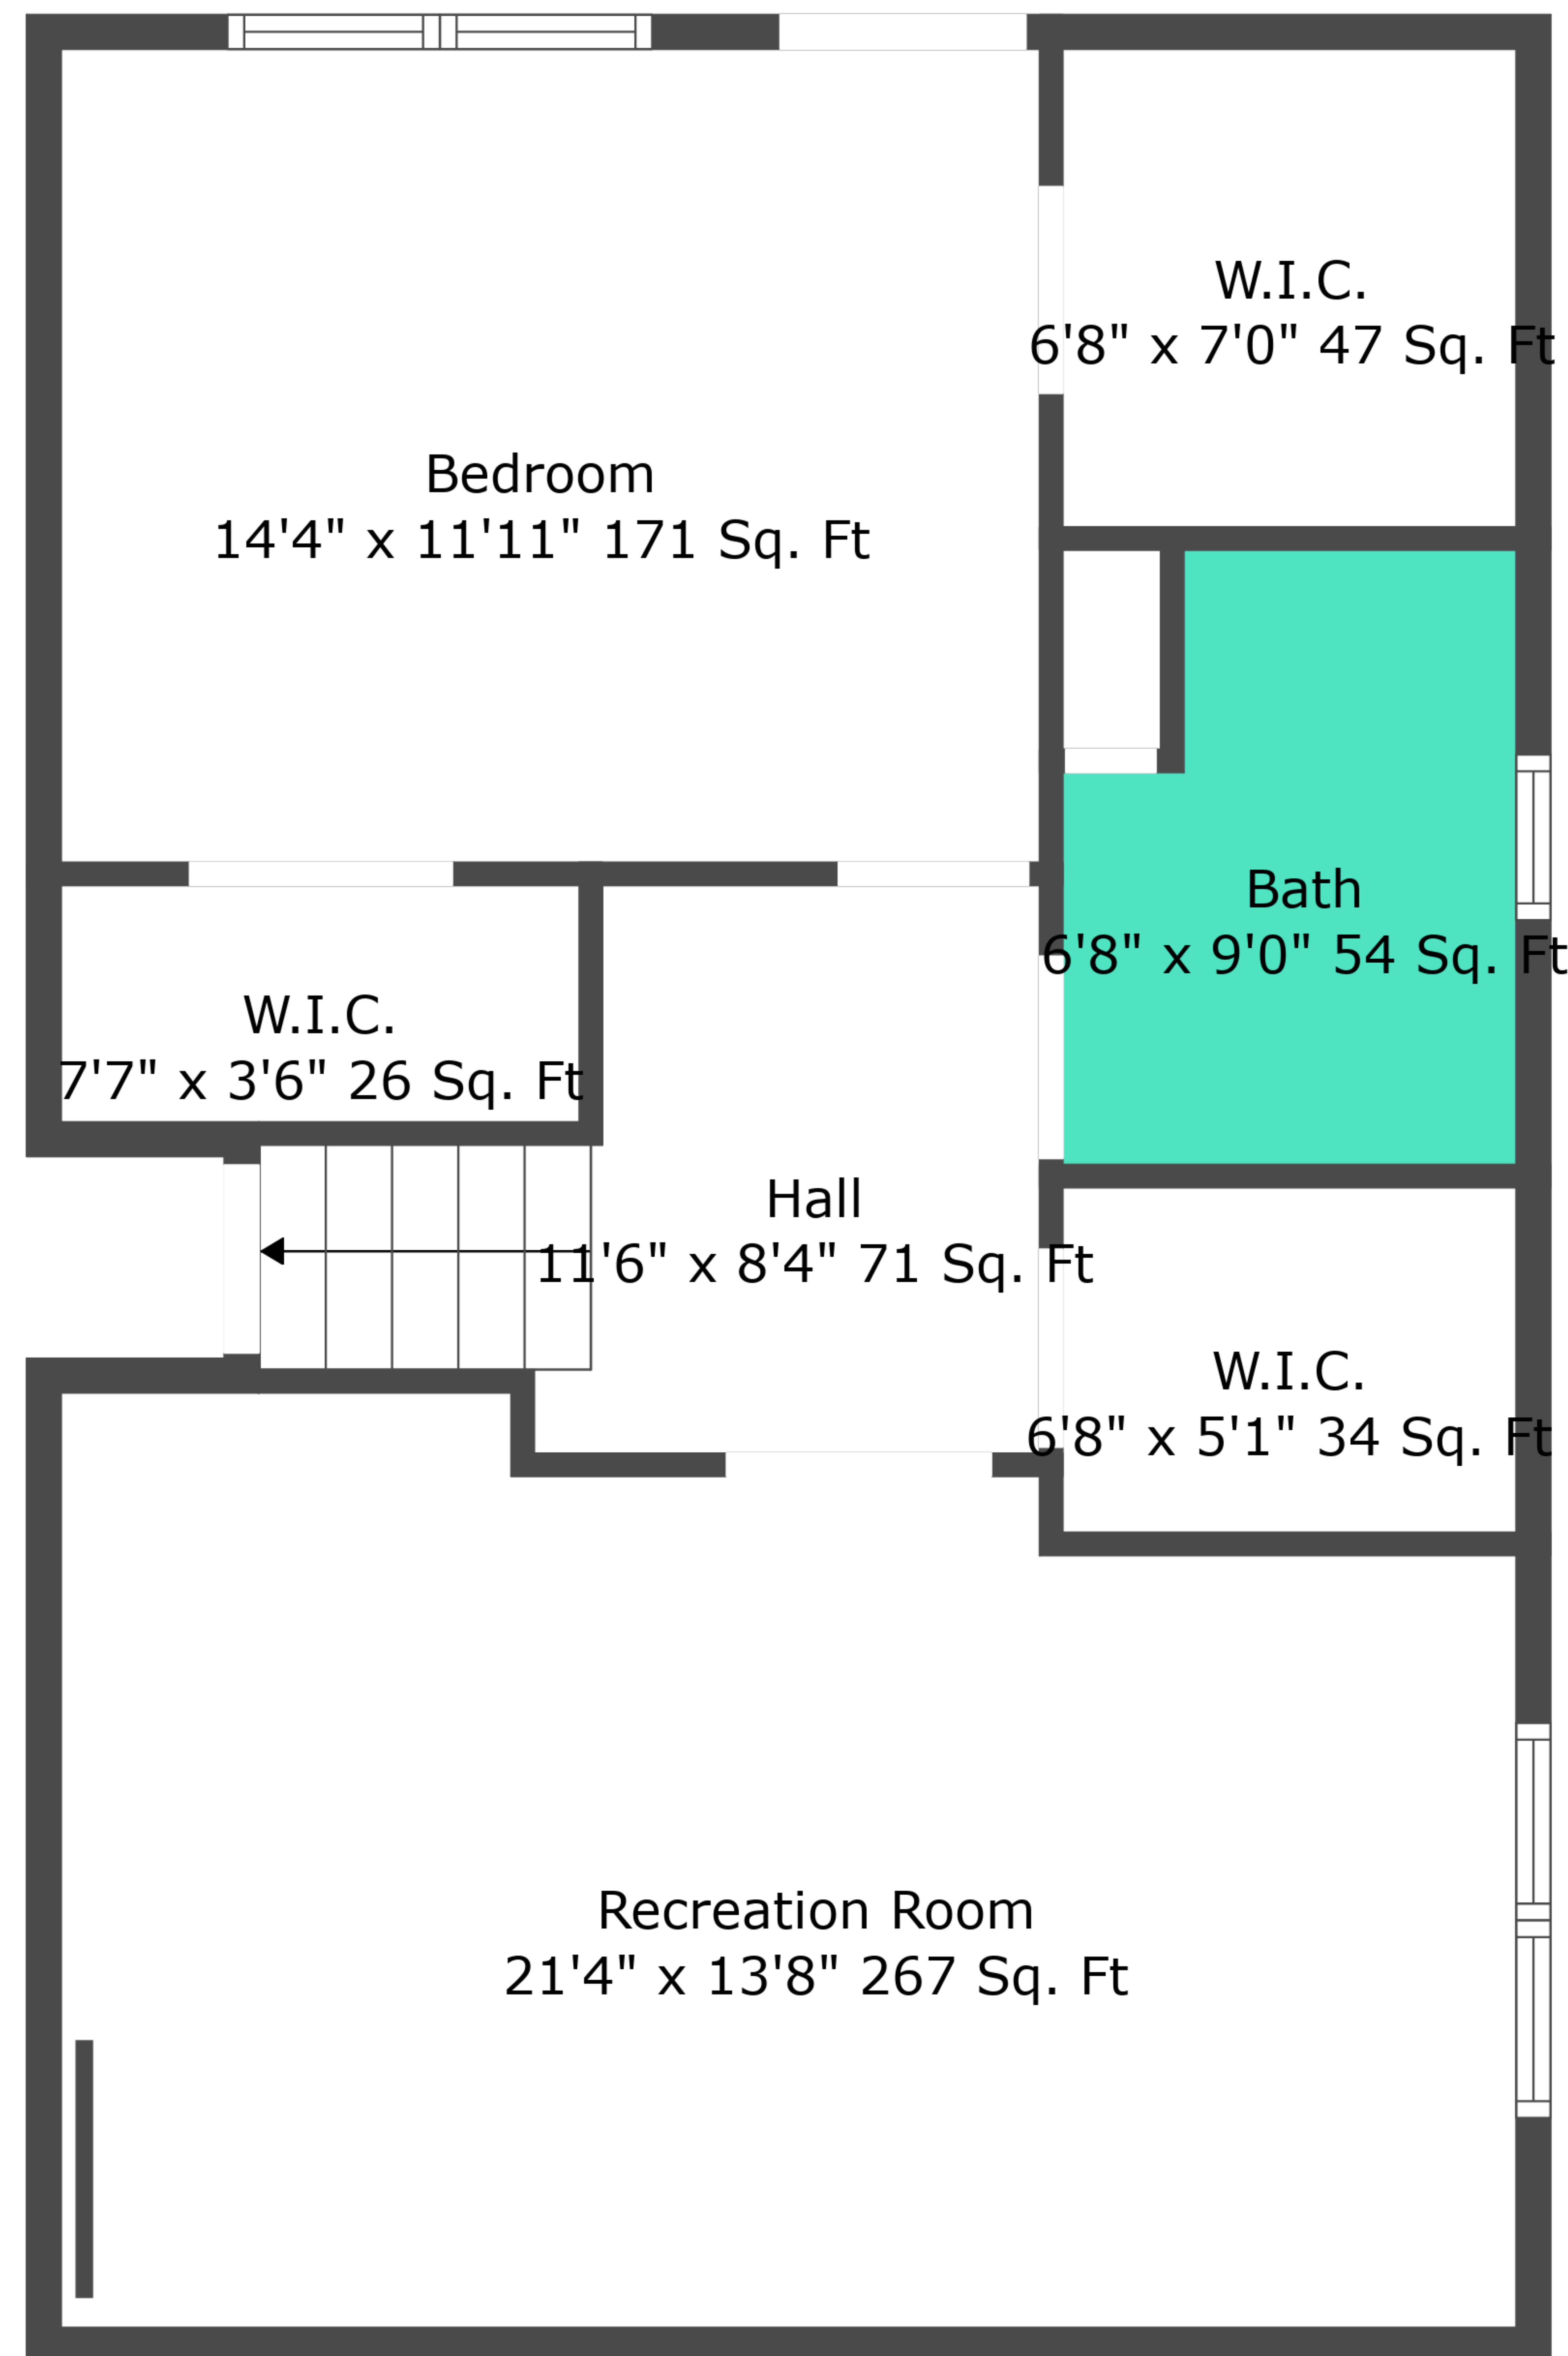 W.I.C.
6'8" x 7'0" 47 Sq. Ft
Bedroom
14'4" x 11'11" 171 Sq. Ft
Bath
6'8" x 9'0" 54 Sq. Ft
W.I.C.
7'7" x 3'6" 26 Sq. Ft
Hall
11'6" x 8'4" 71 Sq. Ft
W.I.C.
6'8" x 5'1" 34 Sq. Ft
Recreation Room
21'4" x 13'8" 267 Sq. Ft